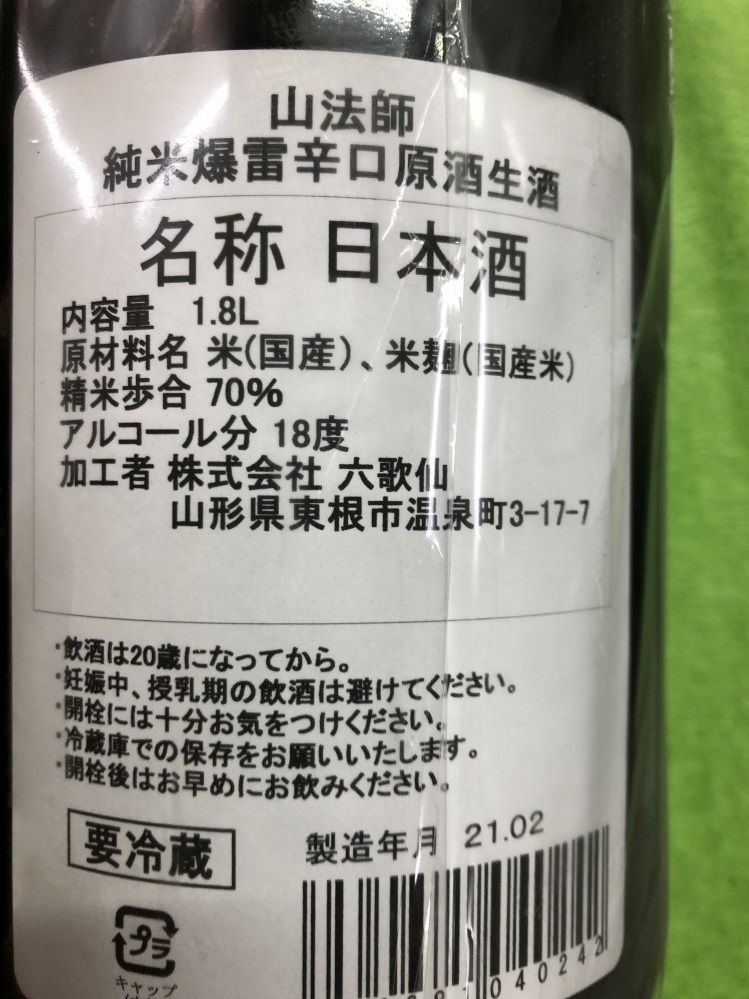 山法師
純米爆雷辛口原酒生酒
名称 日本酒
内容量 1.8L
原材料名 米(国産)、米麹(国産米)
精米歩合 70%
アルコール分 18度
加工者 株式会社 六歌仙
山形県東根市温泉町3-17-7
・飲酒は20歳になってから。
・妊娠中、授乳期の飲酒は避けてください。
・開栓には十分お気をつけください。
・冷蔵庫での保存をお願いいたします。
・開栓後はお早めにお飲みください。
要冷蔵
製造年月 21.02
プラ
キャップ
040242